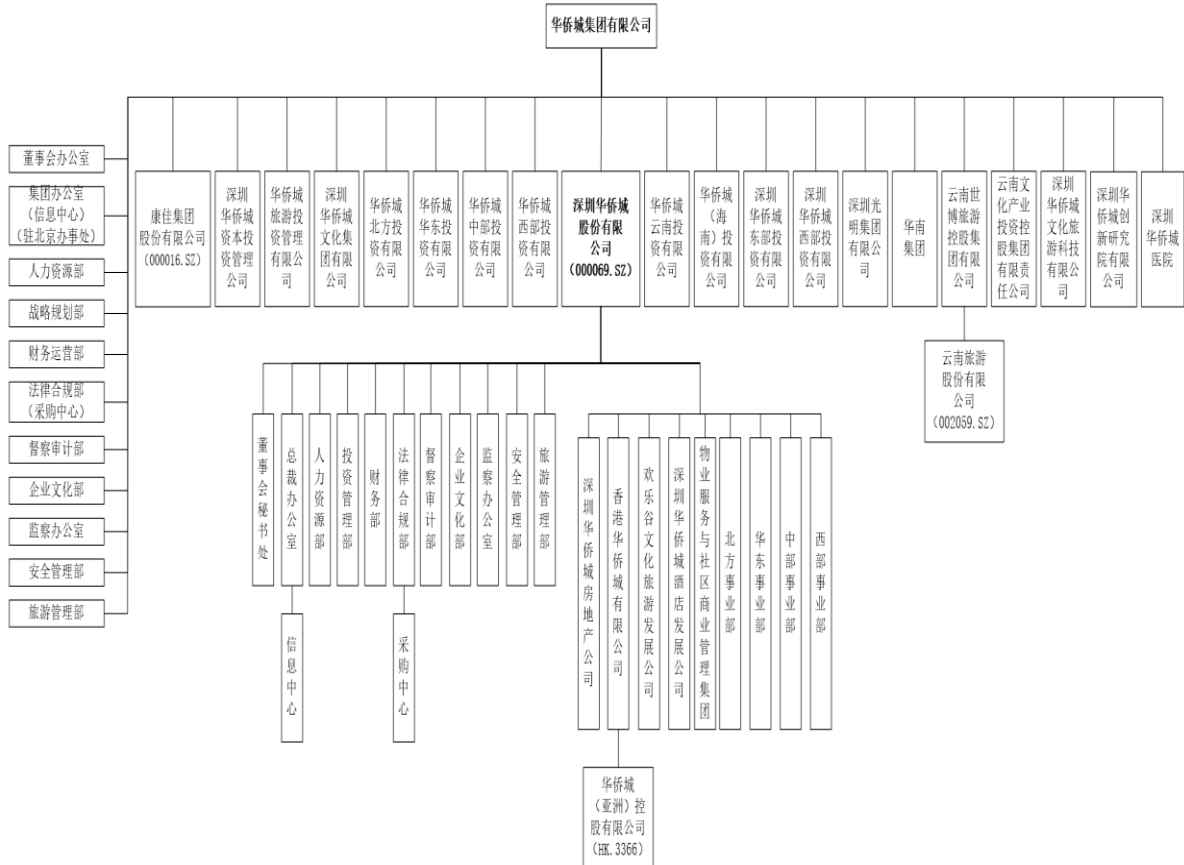 华侨城集团有限公司
董事会办公室
集团办公室
（信息中心）
（驻北京办事处）
人力资源部
战略规划部
财务运营部
法律合规部
（采购中心）
督察审计部
企业文化部
监察办公室
安全管理部
旅游管理部
康佳集团
股份有限公司
(000016.SZ)
深圳
华侨城
资本投
资管理
公司
华侨城
旅游投
资管理
有限公
司
深圳
华侨城
文化集
团有限
公司
华侨城
北方投
资有限
公司
华侨城
华东投
资有限
公司
华侨城
中部投
资有限
公司
华侨城
西部投
资有限
公司
深圳华侨城
股份有限
公司
(000069.SZ)
华侨城
云南投
资有限
公司
华侨城
（海
南）投
资有限
公司
深圳
华侨城
东部投
资有限
公司
深圳
华侨城
西部投
资有限
公司
深圳光
明集团
有限公
司
华南
集团
云南世
博旅游
控股集
团有限
公司
云南文
化产业
投资控
股集团
有限责
任公司
深圳
华侨城
文化旅
游科技
有限公
司
深圳华
侨城创
新研究
院有限
公司
深圳
华侨城
医院
云南旅游
股份有限
公司
(002059.SZ)
董事会秘书处
总裁办公室
人力资源部
投资管理部
财务部
法律合规部
督察审计部
企业文化部
监察办公室
安全管理部
旅游管理部
信息中心
采购中心
深圳华侨城房地产公司
香港华侨城有限公司
欢乐谷文化旅游发展公司
深圳华侨城酒店发展公司
物业服务与社区商业管理集团
北方事业部
华东事业部
中部事业部
西部事业部
华侨城
（亚洲）控
股有限公司
(HK.3366)